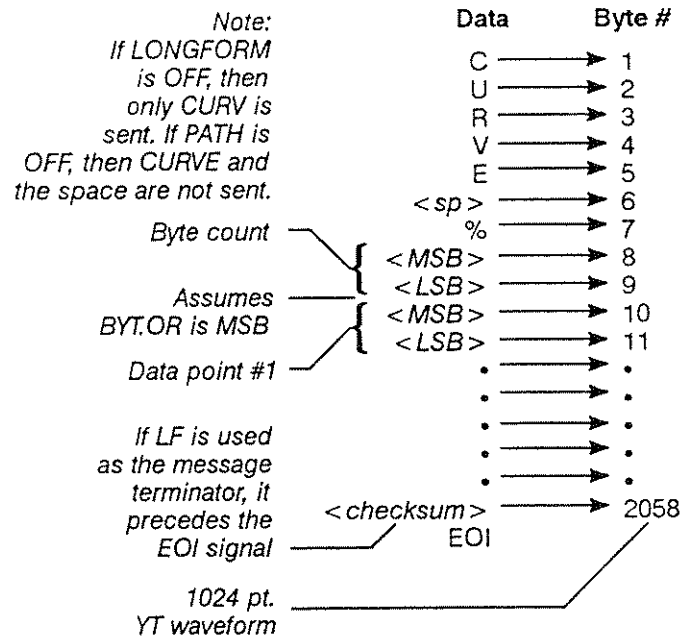 Note:
If LONGFORM
is OFF, then
only CURV is
sent. If PATH is
OFF, then CURVE and
the space are not sent.
Byte count
Assumes
BYT.OR is MSB
Data point #1
If LF is used
as the message
terminator, it
precedes the
EOI signal
1024 pt.
YT waveform
Data Byte #
C 1
U 2
R 3
V 4
E 5
<sp> 6
% 7
<MSB> 8
<LSB> 9
<MSB> 10
<LSB> 11
<checksum> 2058
EOI